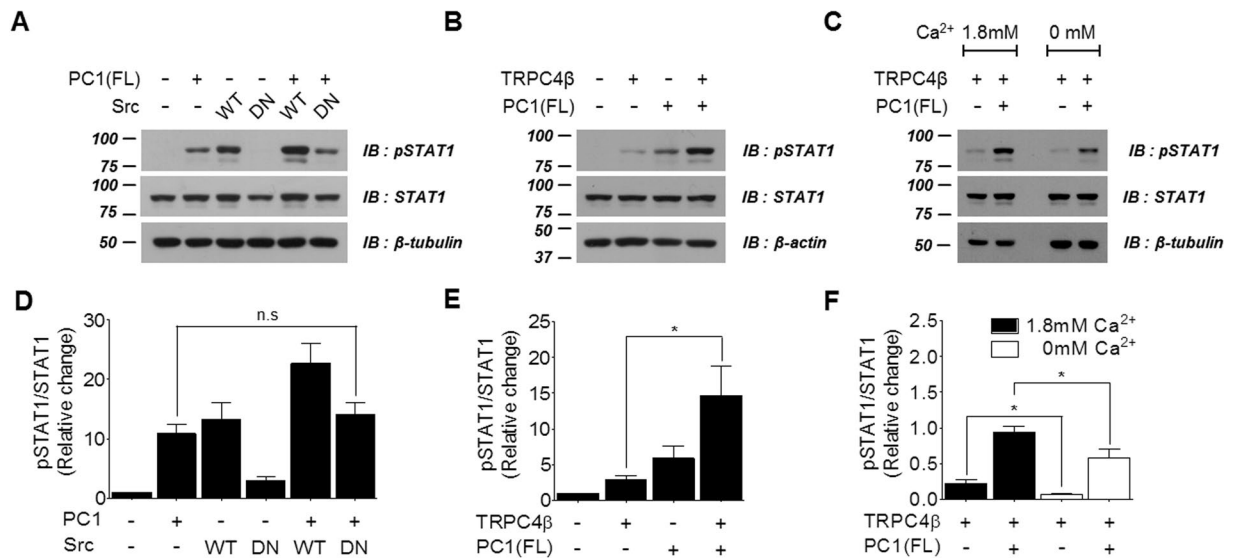 A
PC1(FL) - + - - + +
Src - - WT DN WT DN
100
75
IB : pSTAT1
100
75
IB : STAT1
50
IB : β-tubulin
B
TRPC4β - + - +
PC1(FL) - - + +
100
75
IB : pSTAT1
100
75
IB : STAT1
50
37
IB : β-actin
C
Ca2+ 1.8mM 0 mM
TRPC4β + + + +
PC1(FL) - + - +
100
75
IB : pSTAT1
100
75
IB : STAT1
50
IB : β-tubulin
D
pSTAT1/STAT1
(Relative change)
30
20
10
0
n.s
PC1 - + - - + +
Src - - WT DN WT DN
E
pSTAT1/STAT1
(Relative change)
25
20
15
10
5
0
*
TRPC4β - + - +
PC1(FL) - - + +
F
pSTAT1/STAT1
(Relative change)
2.5
2.0
1.5
1.0
0.5
0.0
1.8mM Ca2+
0mM Ca2+
*
*
TRPC4β + + + +
PC1(FL) - + - +